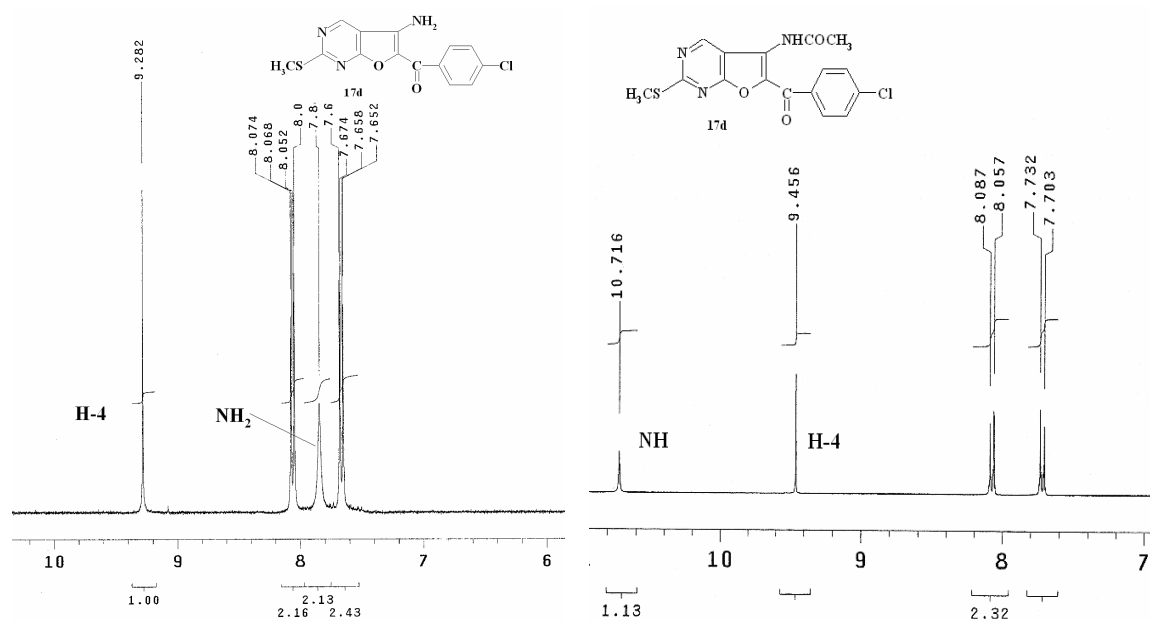 9.282
NH₂
N
H₃CS
N
O
Cl
O
17d
8.074
8.068
8.052
8.0
7.8
7.6
7.674
7.658
7.652
H-4
NH₂
10
9
8
7
6
1.00
2.13
2.16
2.43
NHCOCH₃
N
H₃CS
N
O
Cl
O
17d
10.716
9.456
8.087
8.057
7.732
7.703
NH
H-4
10
9
8
7
1.13
2.32